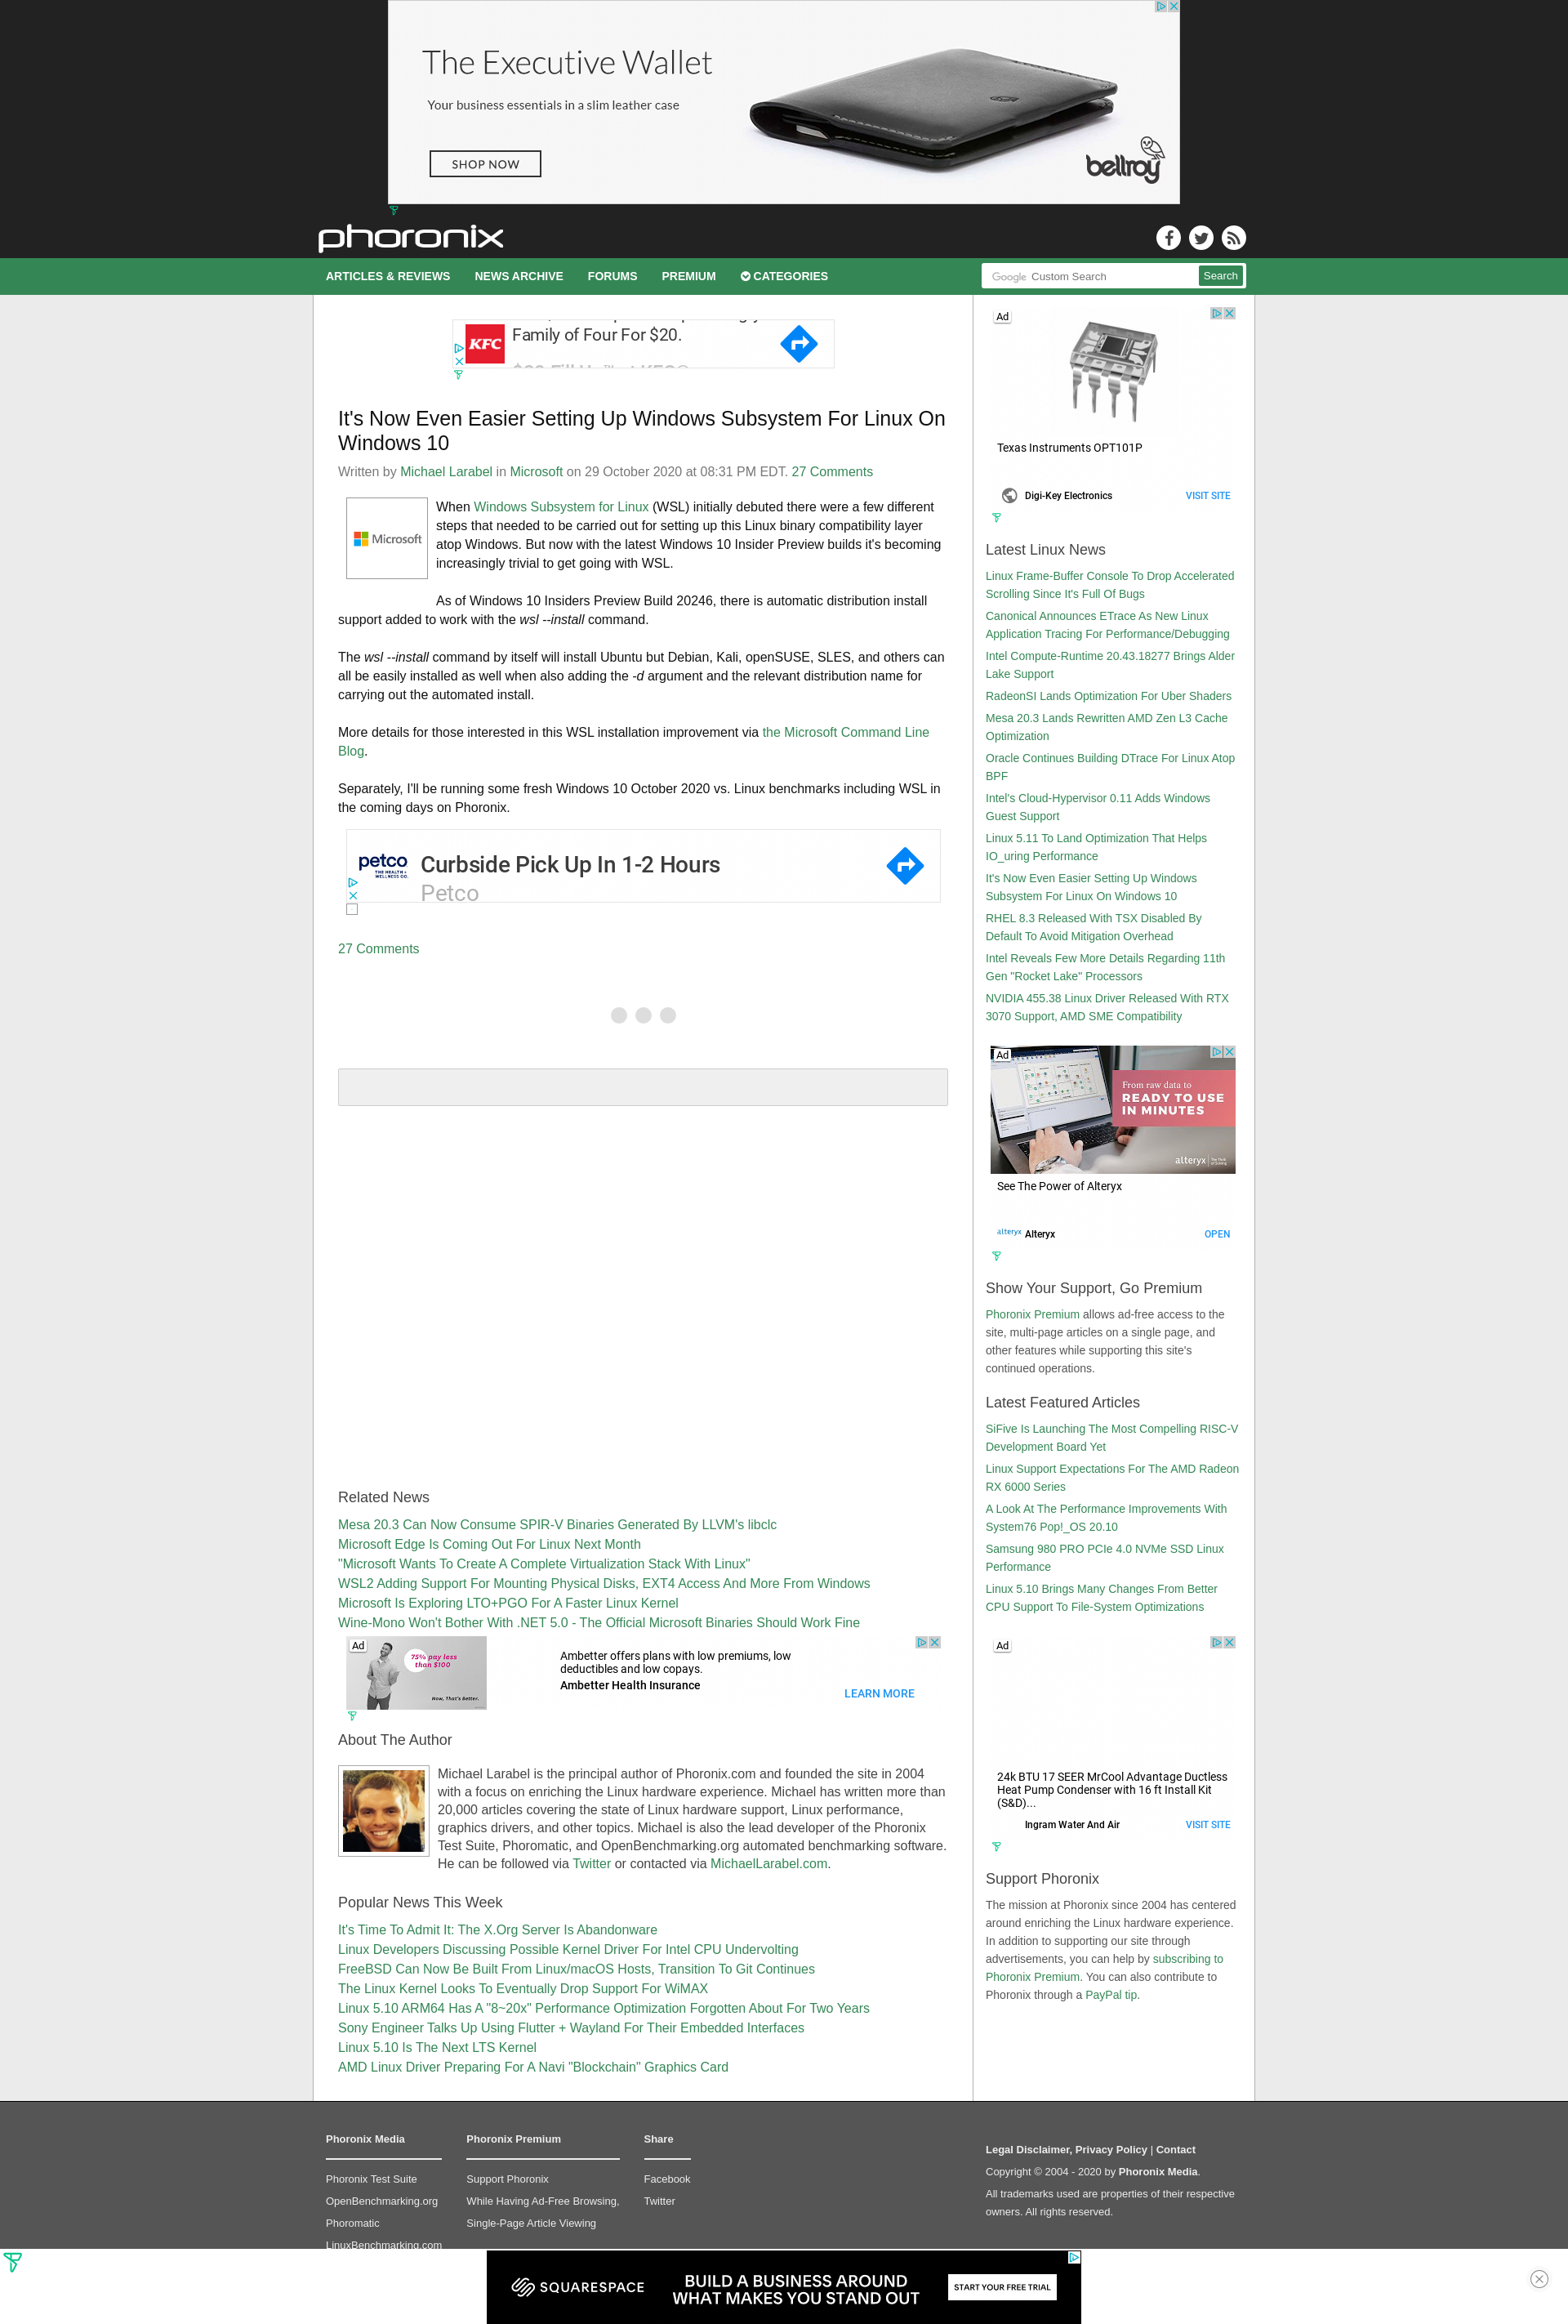 The Executive Wallet
Your business essentials in a slim leather case
SHOP NOW
bellroy
phoronix
ARTICLES & REVIEWS NEWS ARCHIVE FORUMS PREMIUM CATEGORIES
Google Custom Search Search
Family of Four For $20.
KFC
It's Now Even Easier Setting Up Windows Subsystem For Linux On
Windows 10
Written by Michael Larabel in Microsoft on 29 October 2020 at 08:31 PM EDT. 27 Comments
Microsoft
When Windows Subsystem for Linux (WSL) initially debuted there were a few different
steps that needed to be carried out for setting up this Linux binary compatibility layer
atop Windows. But now with the latest Windows 10 Insider Preview builds it's becoming
increasingly trivial to get going with WSL.
As of Windows 10 Insiders Preview Build 20246, there is automatic distribution install
support added to work with the wsl --install command.
The wsl --install command by itself will install Ubuntu but Debian, Kali, openSUSE, SLES, and others can
all be easily installed as well when also adding the -d argument and the relevant distribution name for
carrying out the automated install.
More details for those interested in this WSL installation improvement via the Microsoft Command Line
Blog.
Separately, I'll be running some fresh Windows 10 October 2020 vs. Linux benchmarks including WSL in
the coming days on Phoronix.
petco
THE HEALTH +
WELLNESS CO.
Curbside Pick Up In 1-2 Hours
Petco
27 Comments
Related News
Mesa 20.3 Can Now Consume SPIR-V Binaries Generated By LLVM's libclc
Microsoft Edge Is Coming Out For Linux Next Month
"Microsoft Wants To Create A Complete Virtualization Stack With Linux"
WSL2 Adding Support For Mounting Physical Disks, EXT4 Access And More From Windows
Microsoft Is Exploring LTO+PGO For A Faster Linux Kernel
Wine-Mono Won't Bother With .NET 5.0 - The Official Microsoft Binaries Should Work Fine
Ad
75% pay less
than $100
Now, That's Better.
Ambetter offers plans with low premiums, low
deductibles and low copays.
Ambetter Health Insurance
LEARN MORE
About The Author
Michael Larabel is the principal author of Phoronix.com and founded the site in 2004
with a focus on enriching the Linux hardware experience. Michael has written more than
20,000 articles covering the state of Linux hardware support, Linux performance,
graphics drivers, and other topics. Michael is also the lead developer of the Phoronix
Test Suite, Phoromatic, and OpenBenchmarking.org automated benchmarking software.
He can be followed via Twitter or contacted via MichaelLarabel.com.
Popular News This Week
It's Time To Admit It: The X.Org Server Is Abandonware
Linux Developers Discussing Possible Kernel Driver For Intel CPU Undervolting
FreeBSD Can Now Be Built From Linux/macOS Hosts, Transition To Git Continues
The Linux Kernel Looks To Eventually Drop Support For WiMAX
Linux 5.10 ARM64 Has A "8~20x" Performance Optimization Forgotten About For Two Years
Sony Engineer Talks Up Using Flutter + Wayland For Their Embedded Interfaces
Linux 5.10 Is The Next LTS Kernel
AMD Linux Driver Preparing For A Navi "Blockchain" Graphics Card
Ad
Texas Instruments OPT101P
Digi-Key Electronics VISIT SITE
Latest Linux News
Linux Frame-Buffer Console To Drop Accelerated
Scrolling Since It's Full Of Bugs
Canonical Announces ETrace As New Linux
Application Tracing For Performance/Debugging
Intel Compute-Runtime 20.43.18277 Brings Alder
Lake Support
RadeonSI Lands Optimization For Uber Shaders
Mesa 20.3 Lands Rewritten AMD Zen L3 Cache
Optimization
Oracle Continues Building DTrace For Linux Atop
BPF
Intel's Cloud-Hypervisor 0.11 Adds Windows
Guest Support
Linux 5.11 To Land Optimization That Helps
IO_uring Performance
It's Now Even Easier Setting Up Windows
Subsystem For Linux On Windows 10
RHEL 8.3 Released With TSX Disabled By
Default To Avoid Mitigation Overhead
Intel Reveals Few More Details Regarding 11th
Gen "Rocket Lake" Processors
NVIDIA 455.38 Linux Driver Released With RTX
3070 Support, AMD SME Compatibility
Ad
From raw data to
READY TO USE
IN MINUTES
alteryx
See The Power of Alteryx
alteryx Alteryx OPEN
Show Your Support, Go Premium
Phoronix Premium allows ad-free access to the
site, multi-page articles on a single page, and
other features while supporting this site's
continued operations.
Latest Featured Articles
SiFive Is Launching The Most Compelling RISC-V
Development Board Yet
Linux Support Expectations For The AMD Radeon
RX 6000 Series
A Look At The Performance Improvements With
System76 Pop!_OS 20.10
Samsung 980 PRO PCIe 4.0 NVMe SSD Linux
Performance
Linux 5.10 Brings Many Changes From Better
CPU Support To File-System Optimizations
Ad
24k BTU 17 SEER MrCool Advantage Ductless
Heat Pump Condenser with 16 ft Install Kit
(S&D)...
Ingram Water And Air VISIT SITE
Support Phoronix
The mission at Phoronix since 2004 has centered
around enriching the Linux hardware experience.
In addition to supporting our site through
advertisements, you can help by subscribing to
Phoronix Premium. You can also contribute to
Phoronix through a PayPal tip.
Phoronix Media
Phoronix Test Suite
OpenBenchmarking.org
Phoromatic
LinuxBenchmarking.com
Phoronix Premium
Support Phoronix
While Having Ad-Free Browsing,
Single-Page Article Viewing
Share
Facebook
Twitter
Legal Disclaimer, Privacy Policy | Contact
Copyright © 2004 - 2020 by Phoronix Media.
All trademarks used are properties of their respective
owners. All rights reserved.
SQUARESPACE
BUILD A BUSINESS AROUND
WHAT MAKES YOU STAND OUT
START YOUR FREE TRIAL